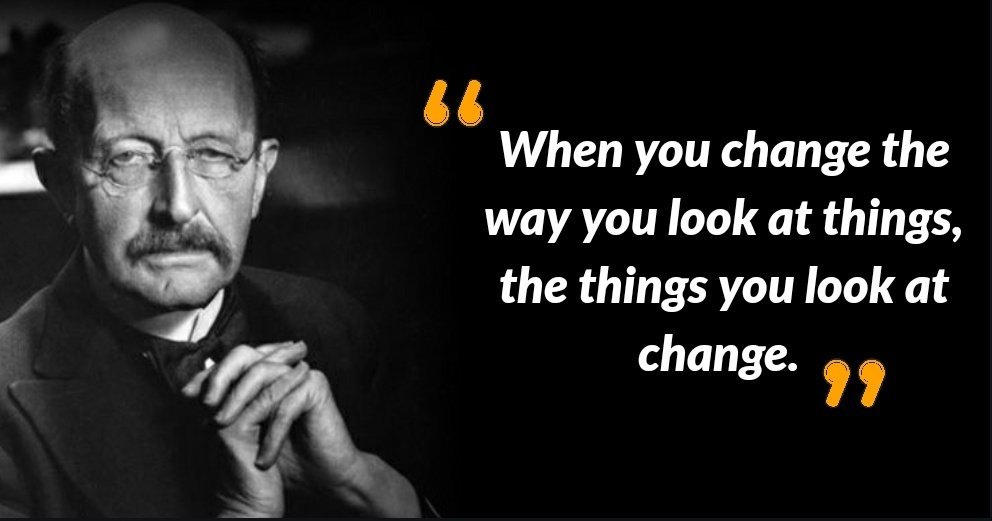 “ When you change the
way you look at things,
the things you look at
change. ”